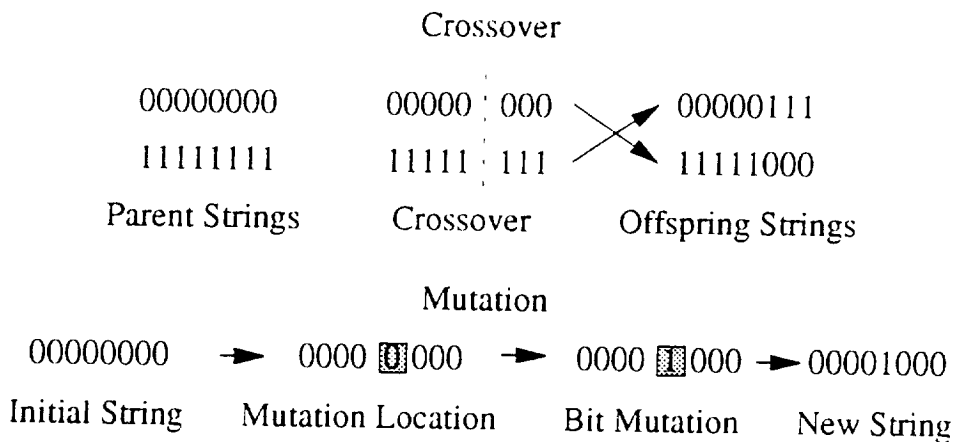 Crossover
00000000 00000 000 00000111
11111111 11111 111 11111000
Parent Strings Crossover Offspring Strings
Mutation
00000000 0000 0 000 0000 1 000 00001000
Initial String Mutation Location Bit Mutation New String